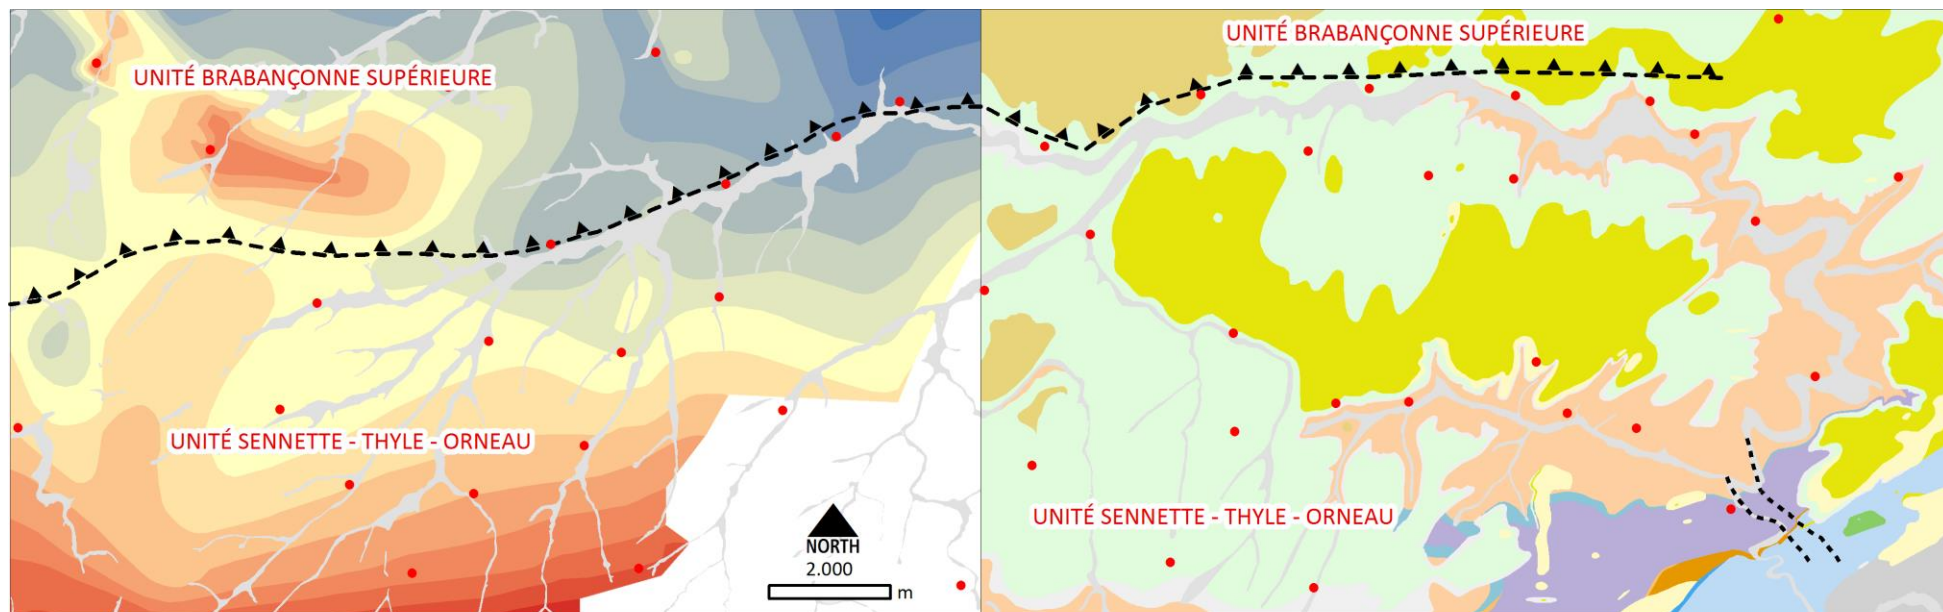 UNITÉ BRABANÇONNE SUPÉRIEURE
UNITÉ SENNETTE - THYLE - ORNEAU
NORTH
2.000
m
UNITÉ BRABANÇONNE SUPÉRIEURE
UNITÉ SENNETTE - THYLE - ORNEAU